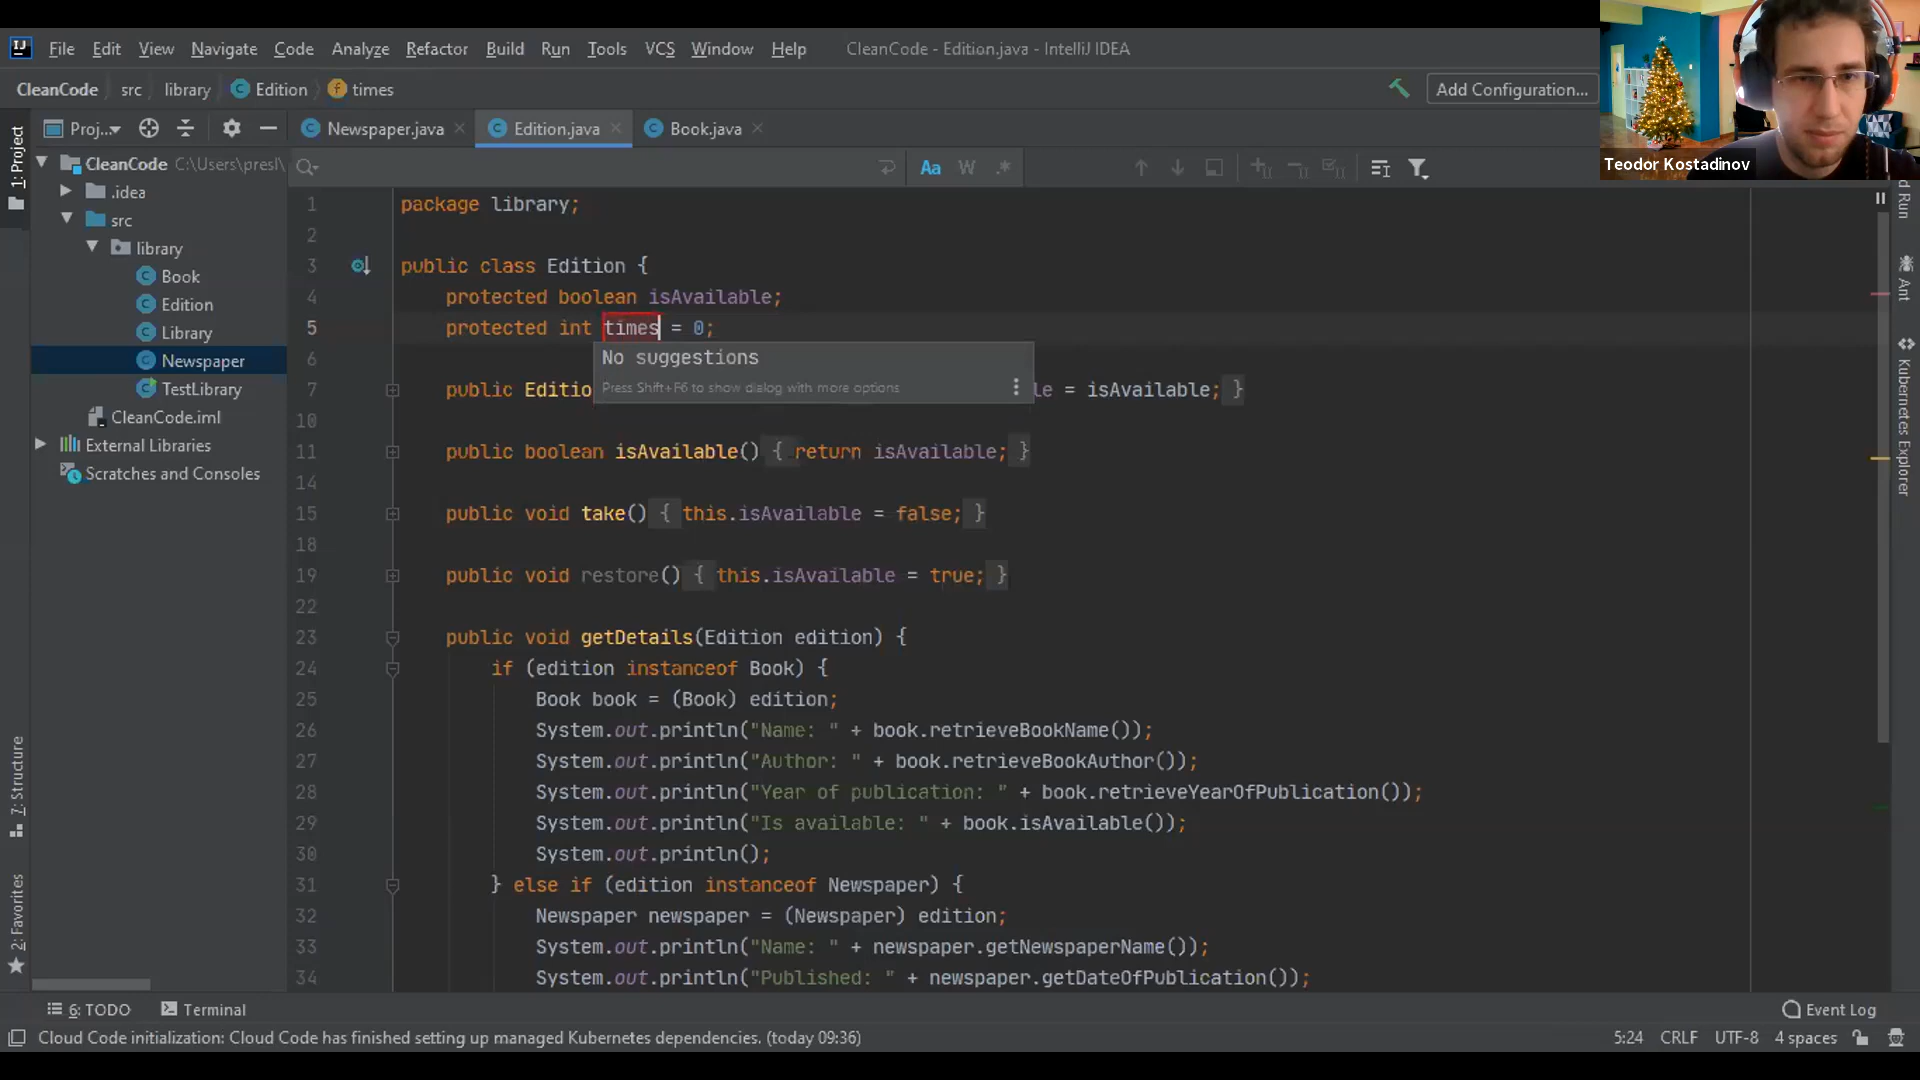 File Edit View Navigate Code Analyze Refactor Build Run Tools VCS Window Help CleanCode - Edition.java - IntelliJ IDEA
CleanCode src library Edition times Add Configuration...
Teodor Kostadinov
Proj... Newspaper.java Edition.java Book.java
Aa W .*
1: Project
CleanCode C:\Users\presl\
.idea
src
library
Book
Edition
Library
Newspaper
TestLibrary
CleanCode.iml
External Libraries
Scratches and Consoles
7: Structure
2: Favorites
1 package library;
2
3 public class Edition {
4 protected boolean isAvailable;
5 protected int times = 0;
6
No suggestions
Press Shift+F6 to show dialog with more options
7 public Editio le = isAvailable; }
10
11 public boolean isAvailable() { return isAvailable; }
14
15 public void take() { this.isAvailable = false; }
18
19 public void restore() { this.isAvailable = true; }
22
23 public void getDetails(Edition edition) {
24 if (edition instanceof Book) {
25 Book book = (Book) edition;
26 System.out.println("Name: " + book.retrieveBookName());
27 System.out.println("Author: " + book.retrieveBookAuthor());
28 System.out.println("Year of publication: " + book.retrieveYearOfPublication());
29 System.out.println("Is available: " + book.isAvailable());
30 System.out.println();
31 } else if (edition instanceof Newspaper) {
32 Newspaper newspaper = (Newspaper) edition;
33 System.out.println("Name: " + newspaper.getNewspaperName());
34 System.out.println("Published: " + newspaper.getDateOfPublication());
d Run
Ant
Kubernetes Explorer
6: TODO Terminal Event Log
Cloud Code initialization: Cloud Code has finished setting up managed Kubernetes dependencies. (today 09:36) 5:24 CRLF UTF-8 4 spaces